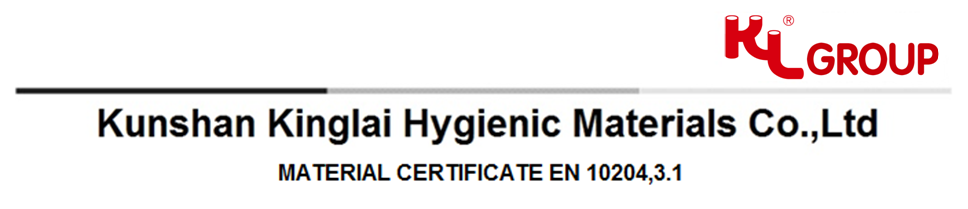 KL GROUP ®
Kunshan Kinglai Hygienic Materials Co.,Ltd
MATERIAL CERTIFICATE EN 10204,3.1